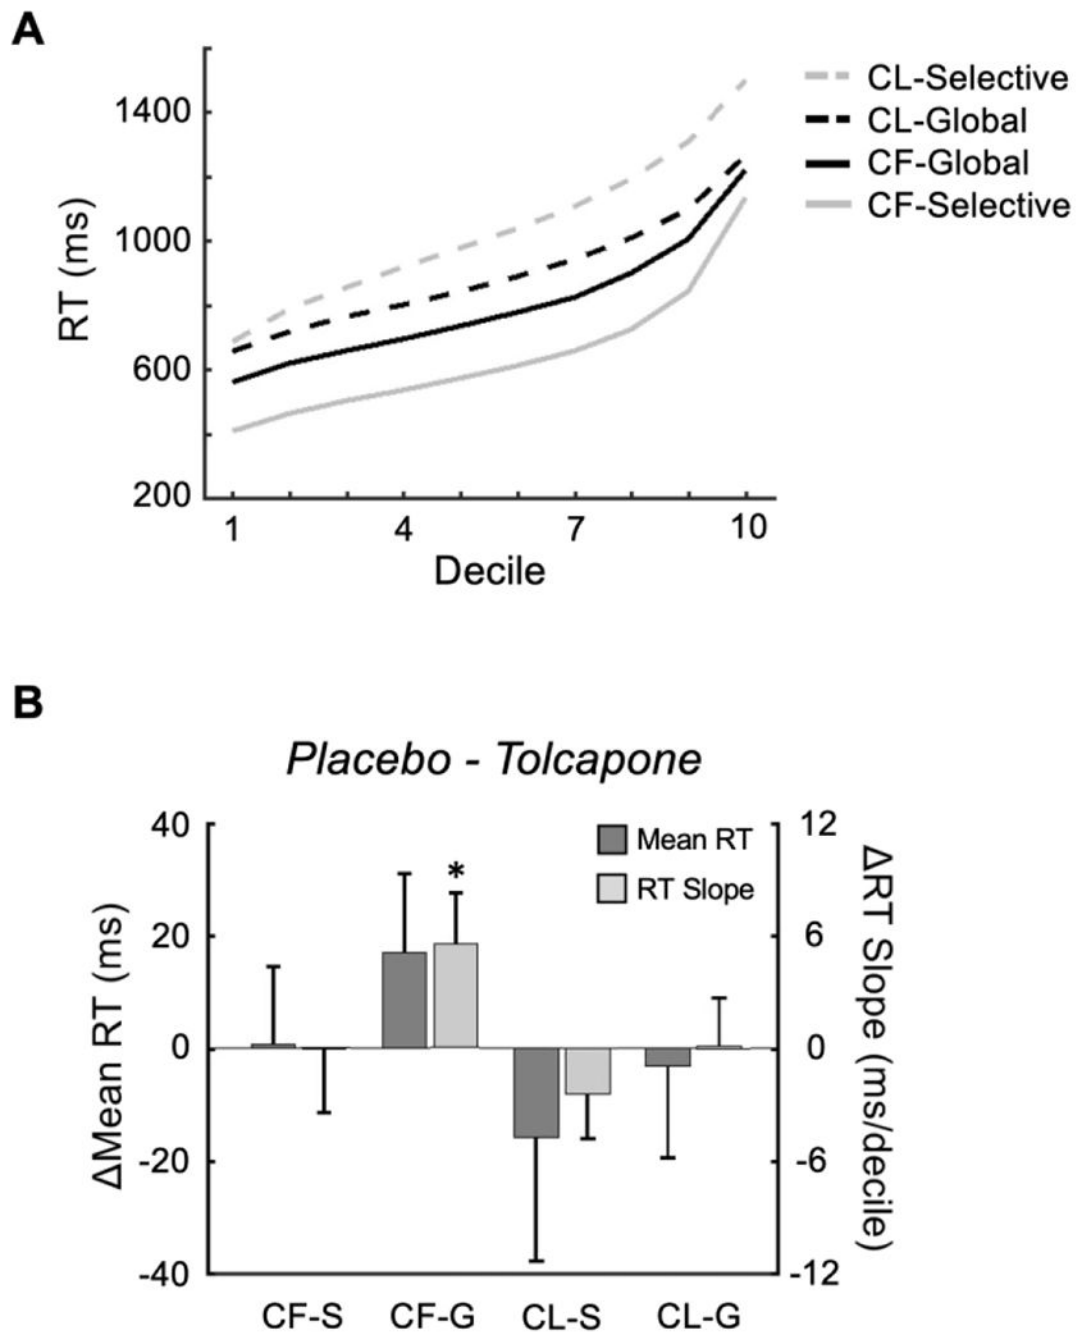 A
RT (ms)
1400
1000
600
200
1 4 7 10
Decile
CL-Selective
CL-Global
CF-Global
CF-Selective
B
Placebo - Tolcapone
ΔMean RT (ms)
40
20
0
-20
-40
Mean RT
RT Slope
*
12
6
0
-6
-12
ΔRT Slope (ms/decile)
CF-S CF-G CL-S CL-G